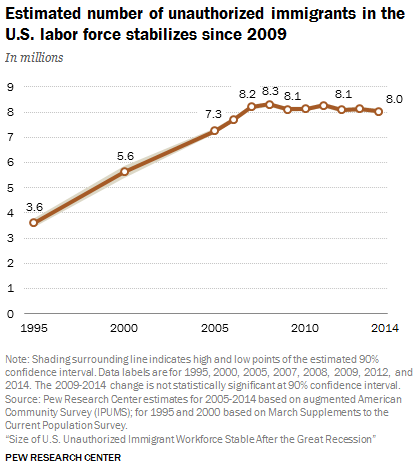 Estimated number of unauthorized immigrants in the
U.S. labor force stabilizes since 2009
In millions
9
8
7
6
5
4
3
2
1
0
3.6
5.6
7.3
8.2
8.3
8.1
8.1
8.0
1995
2000
2005
2010
2014
Note: Shading surrounding line indicates high and low points of the estimated 90%
confidence interval. Data labels are for 1995, 2000, 2005, 2007, 2008, 2009, 2012, and
2014. The 2009-2014 change is not statistically significant at 90% confidence interval.
Source: Pew Research Center estimates for 2005-2014 based on augmented American
Community Survey (IPUMS); for 1995 and 2000 based on March Supplements to the
Current Population Survey.
“Size of U.S. Unauthorized Immigrant Workforce Stable After the Great Recession”
PEW RESEARCH CENTER